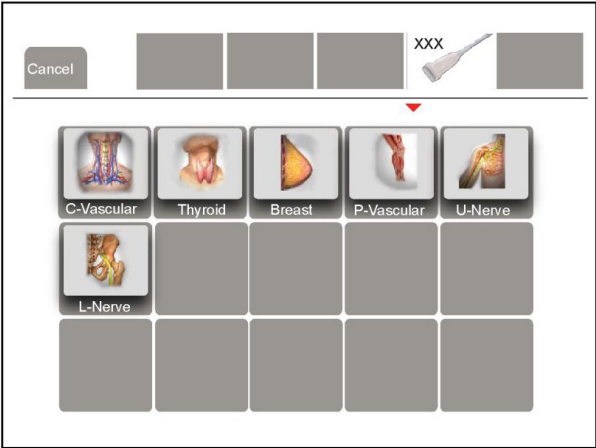 XXX
Cancel
C-Vascular Thyroid Breast P-Vascular U-Nerve
L-Nerve